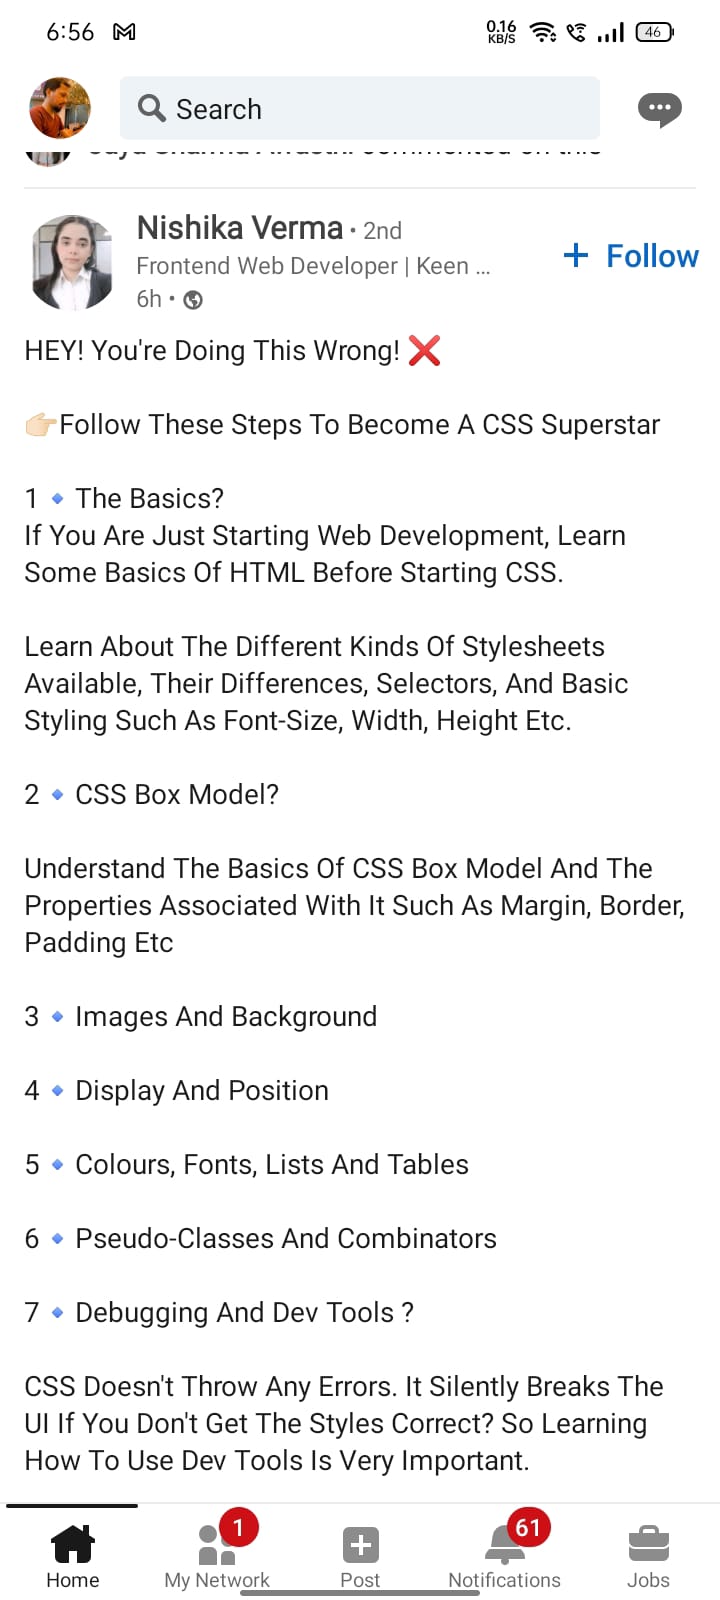 6:56
0.16
KB/S
46
Search
Nishika Verma • 2nd
Frontend Web Developer | Keen ...
+ Follow
6h •
HEY! You're Doing This Wrong! ❌
👉🏻Follow These Steps To Become A CSS Superstar
1 🔹 The Basics?
If You Are Just Starting Web Development, Learn
Some Basics Of HTML Before Starting CSS.
Learn About The Different Kinds Of Stylesheets
Available, Their Differences, Selectors, And Basic
Styling Such As Font-Size, Width, Height Etc.
2 🔹 CSS Box Model?
Understand The Basics Of CSS Box Model And The
Properties Associated With It Such As Margin, Border,
Padding Etc
3 🔹 Images And Background
4 🔹 Display And Position
5 🔹 Colours, Fonts, Lists And Tables
6 🔹 Pseudo-Classes And Combinators
7 🔹 Debugging And Dev Tools ?
CSS Doesn't Throw Any Errors. It Silently Breaks The
UI If You Don't Get The Styles Correct? So Learning
How To Use Dev Tools Is Very Important.
1
61
Home
My Network
Post
Notifications
Jobs